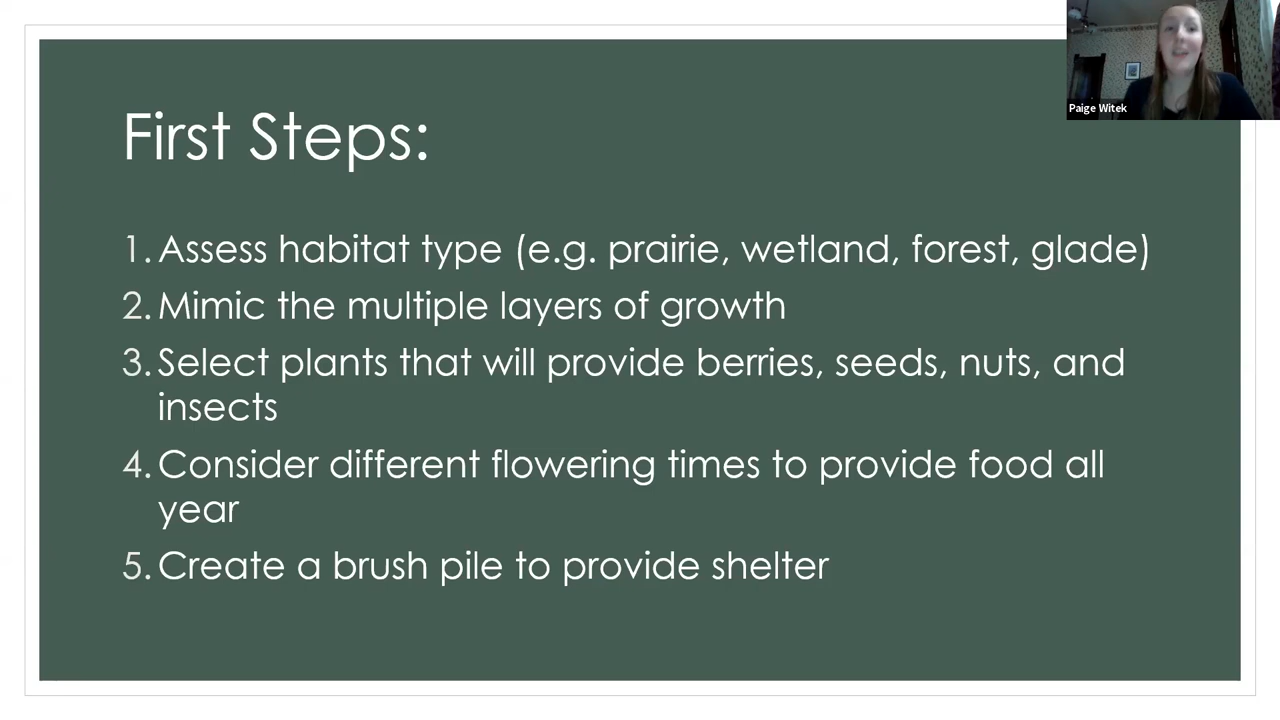 First Steps:
1. Assess habitat type (e.g. prairie, wetland, forest, glade)
2. Mimic the multiple layers of growth
3. Select plants that will provide berries, seeds, nuts, and
insects
4. Consider different flowering times to provide food all
year
5. Create a brush pile to provide shelter
Paige Witek